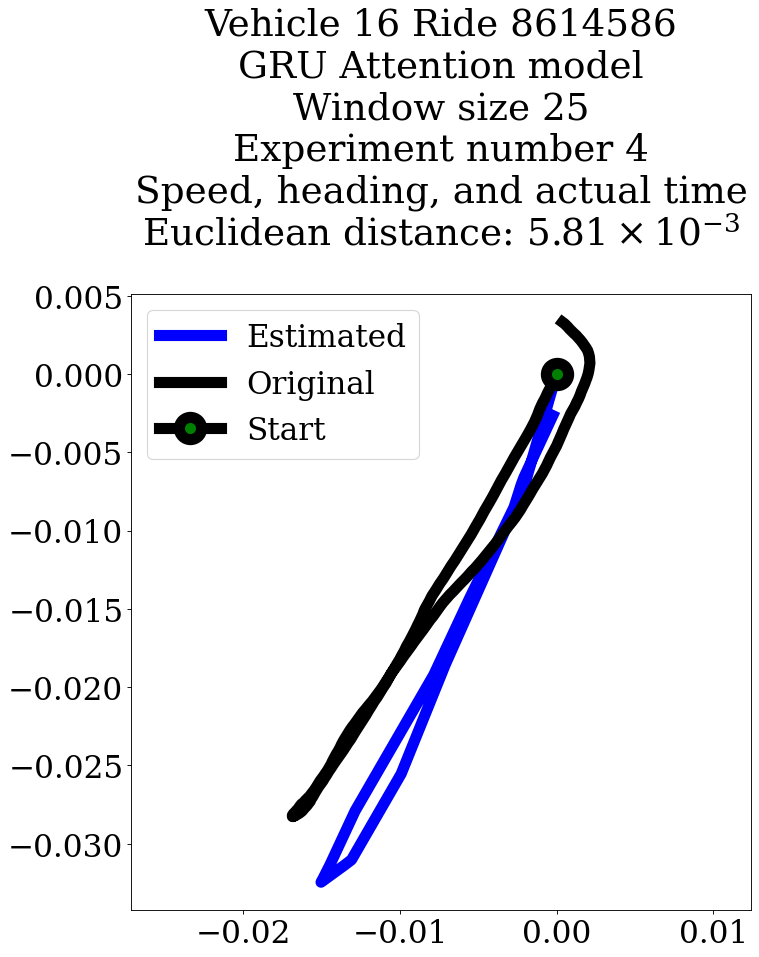 Vehicle 16 Ride 8614586
GRU Attention model
Window size 25
Experiment number 4
Speed, heading, and actual time
Euclidean distance: 5.81 × 10⁻³
0.005
Estimated
Original
Start
0.000
−0.005
−0.010
−0.015
−0.020
−0.025
−0.030
−0.02 −0.01 0.00 0.01